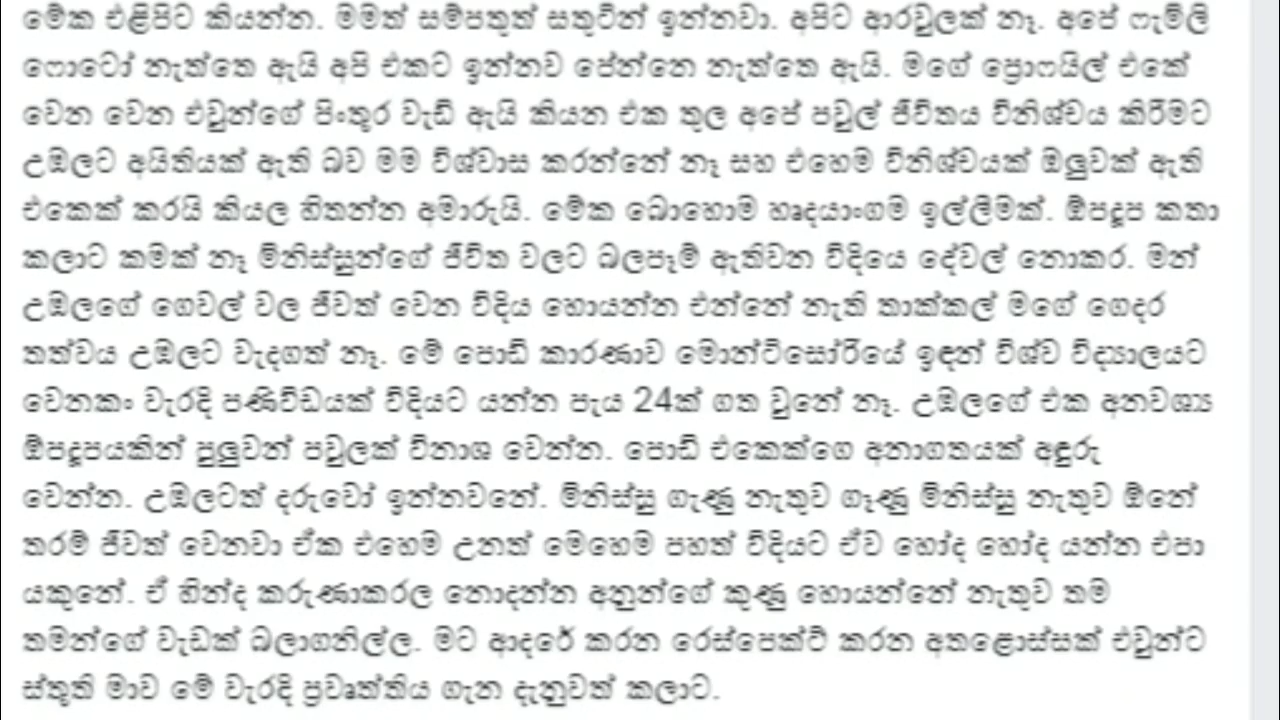 මේක එළිපිට කියන්න. මමත් සම්පතුත් සතුටින් ඉන්නවා. අපිට ආරවුලක් නෑ. අපේ ෆැම්ලි
ෆොටෝ නැත්තෙ ඇයි අපි එකට ඉන්නව පේන්නෙ නැත්තෙ ඇයි. මගේ ප්‍රොෆයිල් එකේ
වෙන වෙන එවුන්ගේ පිංතූර වැඩි ඇයි කියන එක තුල අපේ පවුල් ජීවිතය විනිශ්චය කිරීමට
උඹලට අයිතියක් ඇති බව මම විශ්වාස කරන්නේ නෑ සහ එහෙම විනිශ්චයක් ඔලුවක් ඇති
එකෙක් කරයි කියල හිතන්න අමාරුයි. මේක බොහොම හෘදයාංගම ඉල්ලීමක්. ඕපදූප කතා
කලාට කමක් නෑ මිනිස්සුන්ගේ ජීවිත වලට බලපෑම් ඇතිවන විදියෙ දේවල් නොකර. මන්
උඹලගේ ගෙවල් වල ජීවත් වෙන විදිය හොයන්න එන්නේ නැති තාක්කල් මගේ ගෙදර
තත්වය උඹලට වැදගත් නෑ. මේ පොඩි කාරණාව මොන්ටිසෝරියේ ඉඳන් විශ්ව විද්‍යාලයට
වෙනකං වැරදි පණිවිඩයක් විදියට යන්න පැය 24ක් ගත වුනේ නෑ. උඹලගේ එක අනවශ්‍ය
ඕපදූපයකින් පුලුවන් පවුලක් විනාශ වෙන්න. පොඩි එකෙක්ගෙ අනාගතයක් අඳුරු
වෙන්න. උඹලටත් දරුවෝ ඉන්නවනේ. මිනිස්සු ගැණු නැතුව ගෑණු මිනිස්සු නැතුව ඕනේ
තරම් ජීවත් වෙනවා ඒක එහෙම උනත් මෙහෙම පහත් විදියට ඒව හෝද හෝද යන්න එපා
යකුනේ. ඒ හින්ද කරුණාකරල නොදන්න අනුන්ගේ කුණු හොයන්නේ නැතුව තම
තමන්ගේ වැඩක් බලාගනිල්ල. මට ආදරේ කරන රෙස්පෙක්ට් කරන අතළොස්සක් එවුන්ට
ස්තූති මාව මේ වැරදි ප්‍රවෘත්තිය ගැන දැනුවත් කලාට.